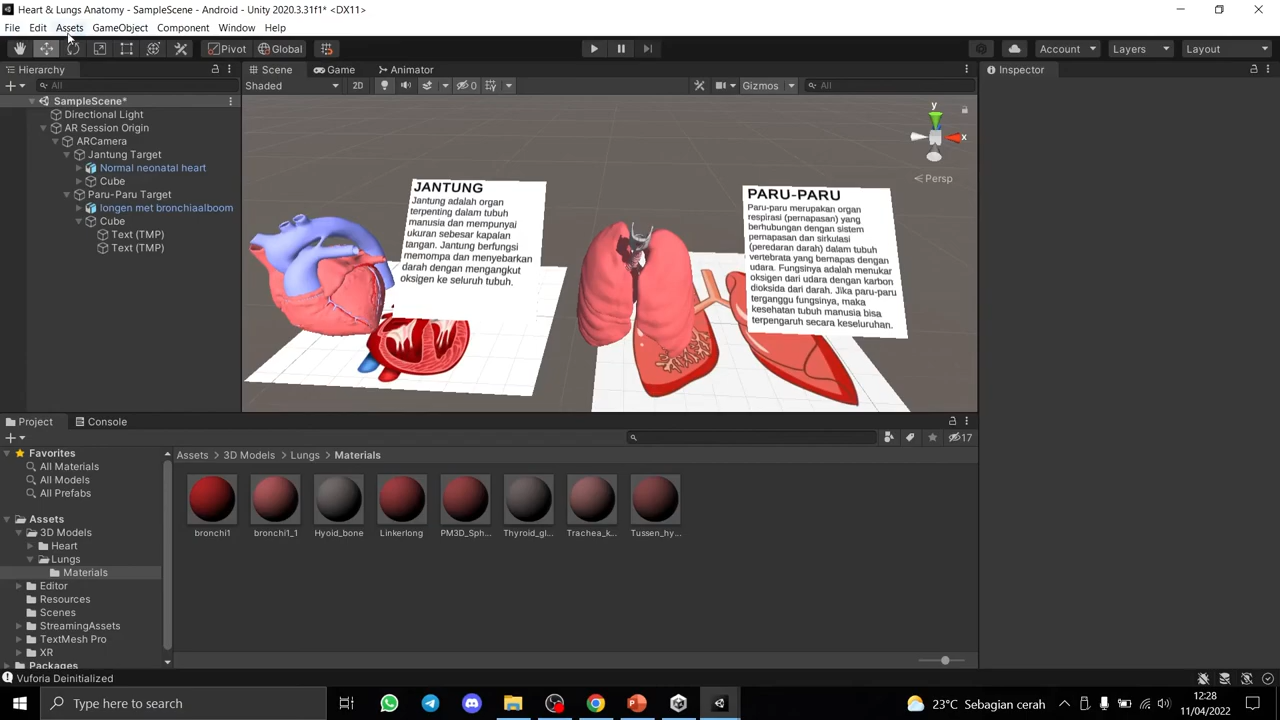 Heart & Lungs Anatomy - SampleScene - Android - Unity 2020.3.31f1* <DX11>
File Edit Assets GameObject Component Window Help
Pivot Global Account Layers Layout
Hierarchy Scene Game Animator Inspector
All Shaded 2D 0 Gizmos All
SampleScene*
Directional Light
AR Session Origin
ARCamera
Jantung Target
Normal neonatal heart
Cube
Paru-Paru Target
longen met bronchiaalboom
Cube
Text (TMP)
Text (TMP)
y
x
Persp
JANTUNG
Jantung adalah organ
terpenting dalam tubuh
manusia dan mempunyai
ukuran sebesar kapalan
tangan. Jantung berfungsi
memompa dan menyebarkan
darah dengan mengangkut
oksigen ke seluruh tubuh.
PARU-PARU
Paru-paru merupakan organ
respirasi (pernapasan) yang
berhubungan dengan sistem
pernapasan dan sirkulasi
(peredaran darah) dalam tubuh
vertebrata yang bernapas dengan
udara. Fungsinya adalah menukar
oksigen dari udara dengan karbon
dioksida dari darah. Jika paru-paru
terganggu fungsinya, maka
kesehatan tubuh manusia bisa
terpengaruh secara keseluruhan.
Project Console
17
Favorites
All Materials
All Models
All Prefabs
Assets
3D Models
Heart
Lungs
Materials
Editor
Resources
Scenes
StreamingAssets
TextMesh Pro
XR
Packages
Assets 3D Models Lungs Materials
bronchi1 bronchi1_1 Hyoid_bone Linkerlong PM3D_Sph... Thyroid_gl... Trachea_k... Tussen_hy...
Vuforia Deinitialized
Type here to search
23°C Sebagian cerah
12:28
11/04/2022